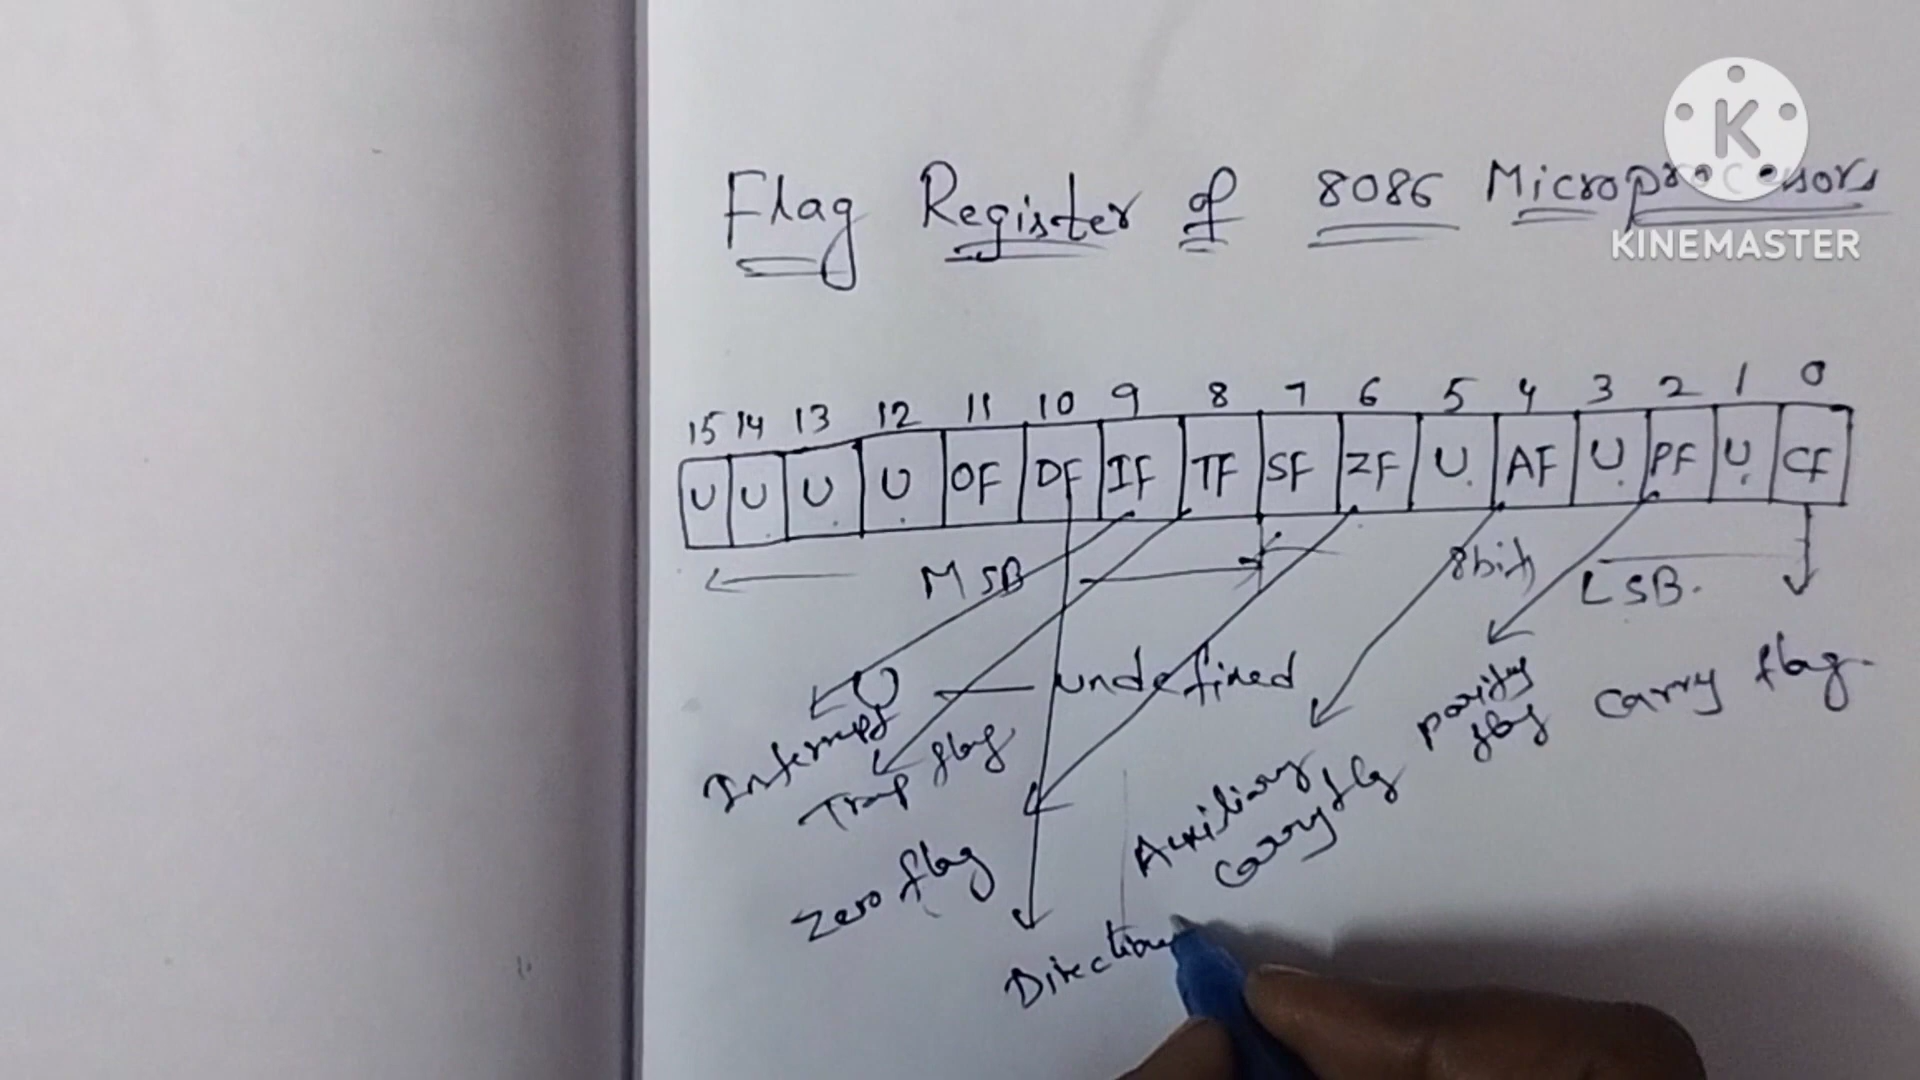 Flag Register of 8086 Microprocessors
K
KINEMASTER
15 14 13 12 11 10 9 8 7 6 5 4 3 2 1 0
U U U U OF DF IF TF SF ZF U. AF U. PF U. CF
MSB 8bit LSB.
U — undefined
Interrupt
Trap flag
Zero flag
Direction
Auxiliary
Carry flg
parity
flag
Carry flag.